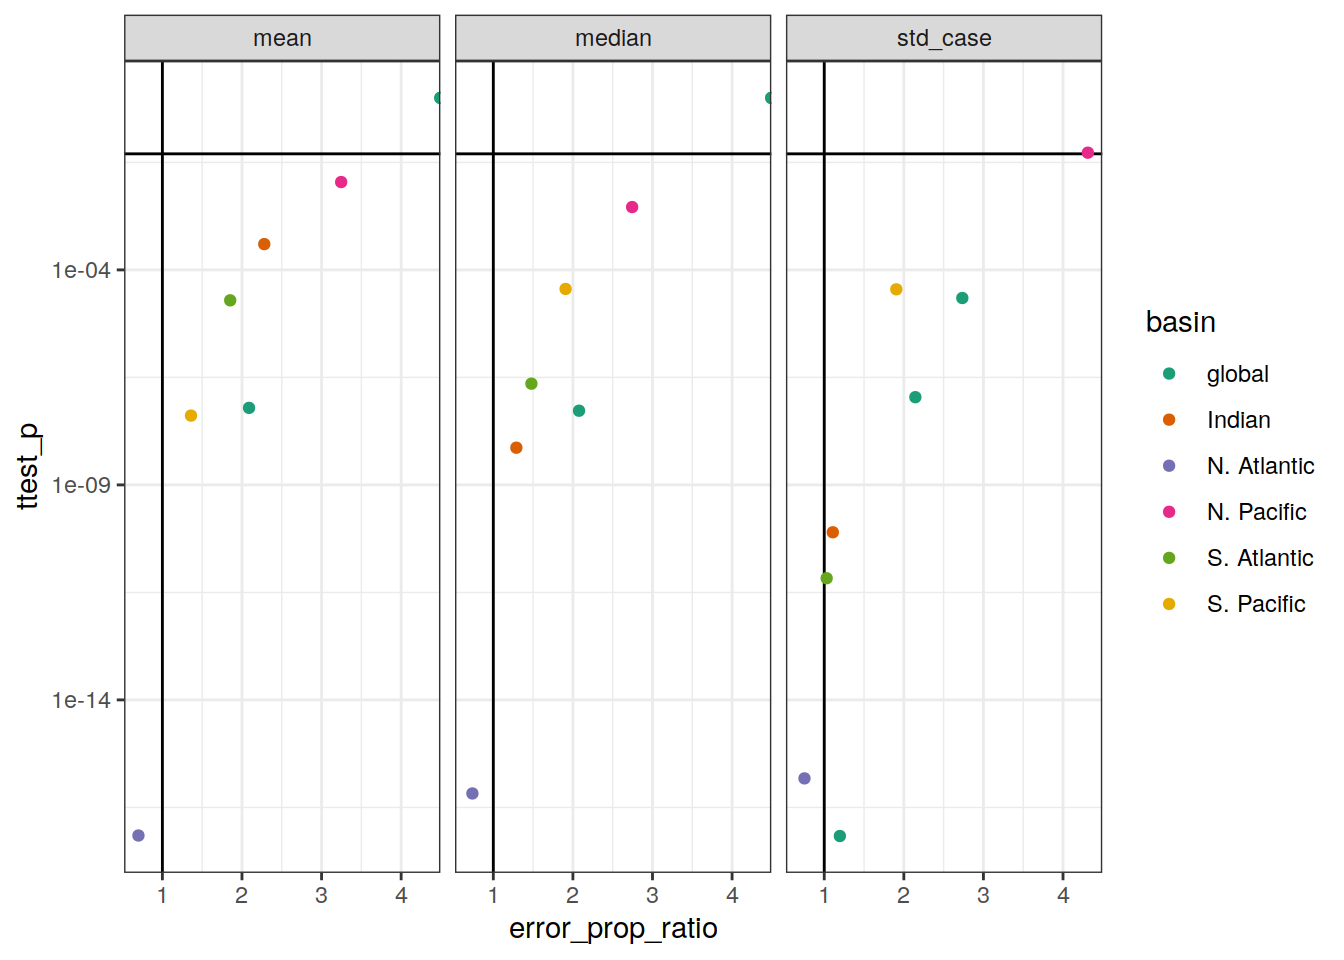 mean median std_case
1e-04
1e-09
1e-14
ttest_p
1 2 3 4 1 2 3 4 1 2 3 4
error_prop_ratio
basin
global
Indian
N. Atlantic
N. Pacific
S. Atlantic
S. Pacific